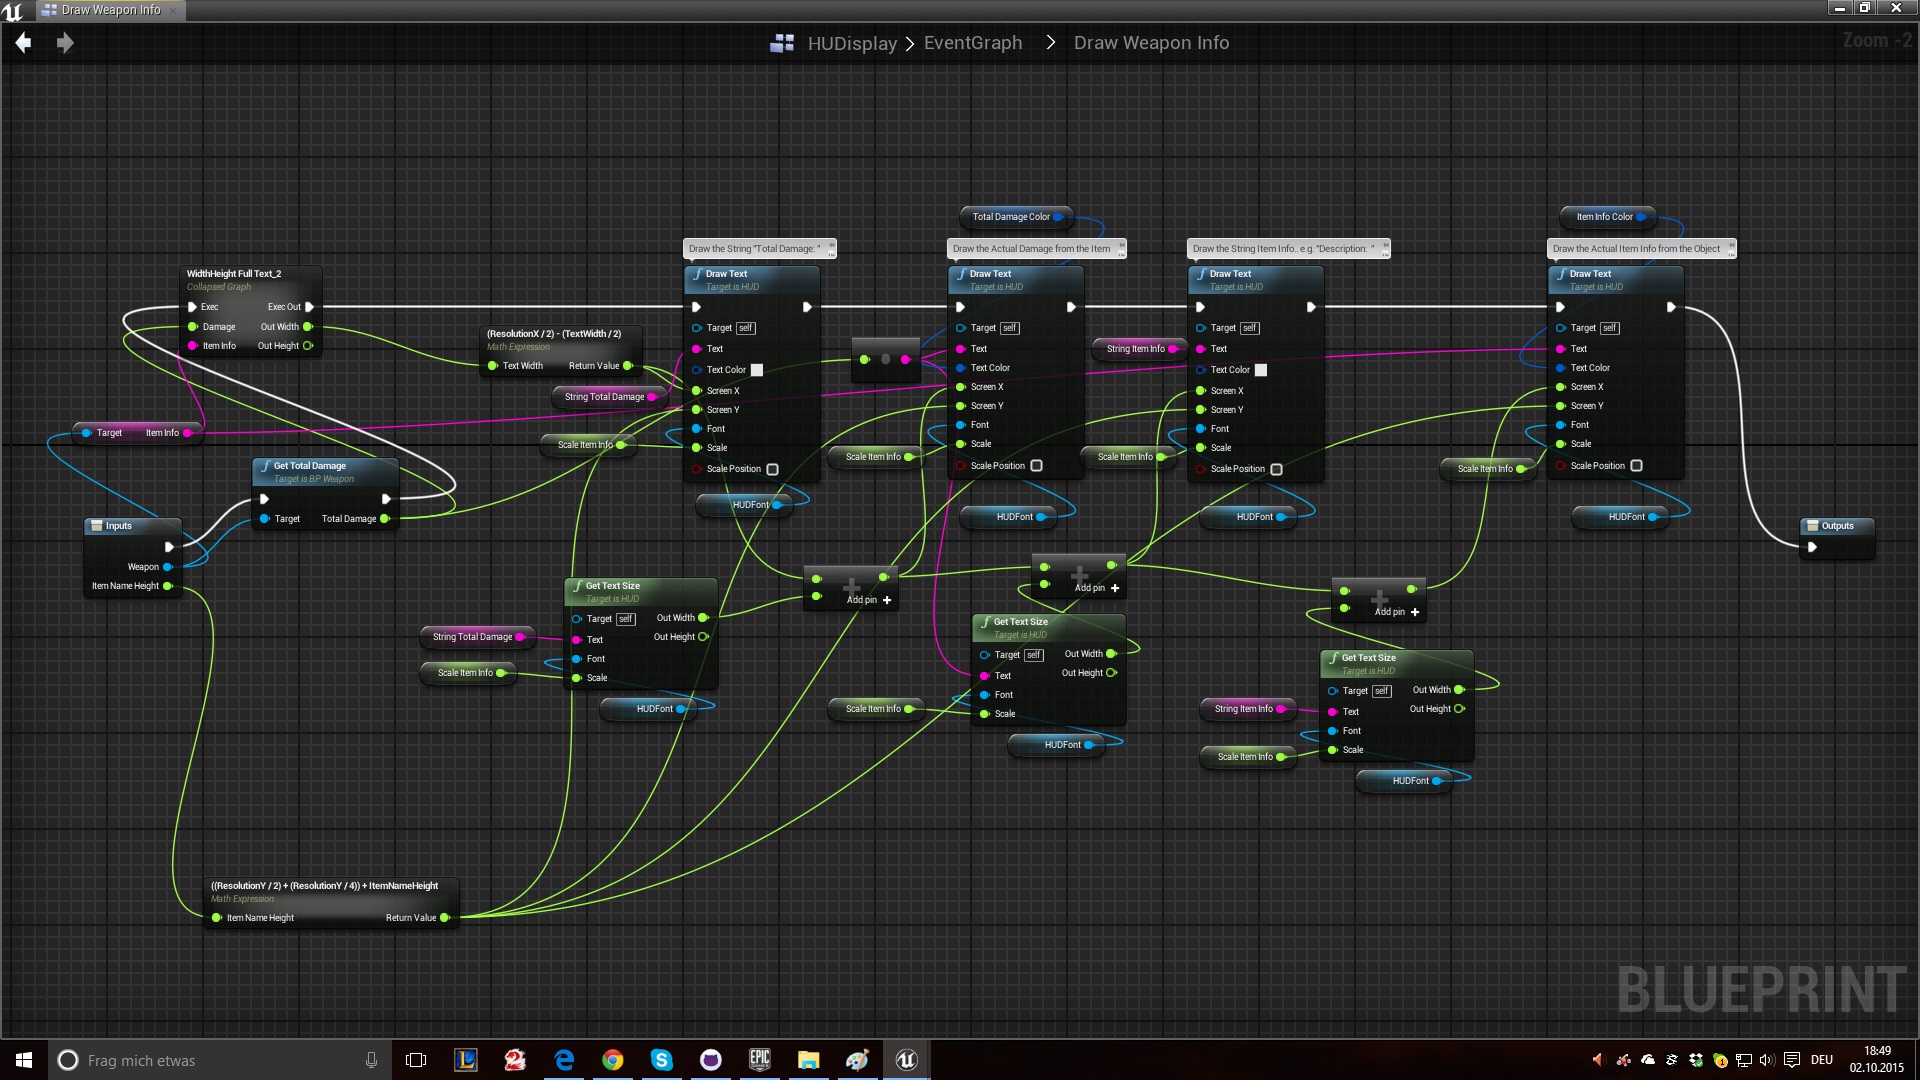 Draw Weapon Info
HUDisplay > EventGraph > Draw Weapon Info
Zoom -2
Total Damage Color
Item Info Color
Draw the String "Total Damage: "
Draw the Actual Damage from the Item
Draw the String Item Info.. e.g. "Description: "
Draw the Actual Item Info from the Object
WidthHeight Full Text_2
Collapsed Graph
Exec Exec Out
Damage Out Width
Item Info Out Height
(ResolutionX / 2) - (TextWidth / 2)
Math Expression
Text Width Return Value
String Total Damage
Scale Item Info
Draw Text
Target is HUD
Target self
Text
Text Color
Screen X
Screen Y
Font
Scale
Scale Position
HUDFont
Draw Text
Target is HUD
Target self
Text
Text Color
Screen X
Screen Y
Font
Scale
Scale Position
Scale Item Info
HUDFont
String Item Info
Draw Text
Target is HUD
Target self
Text
Text Color
Screen X
Screen Y
Font
Scale
Scale Position
Scale Item Info
HUDFont
Draw Text
Target is HUD
Target self
Text
Text Color
Screen X
Screen Y
Font
Scale
Scale Position
Scale Item Info
HUDFont
Target Item Info
Get Total Damage
Target is BP Weapon
Target Total Damage
Inputs
Weapon
Item Name Height
Outputs
Add pin +
Add pin +
Add pin +
Get Text Size
Target is HUD
Target self Out Width
Text Out Height
Font
Scale
String Total Damage
Scale Item Info
HUDFont
Get Text Size
Target is HUD
Target self Out Width
Text Out Height
Font
Scale
Scale Item Info
HUDFont
Get Text Size
Target is HUD
Target self Out Width
Text Out Height
Font
Scale
String Item Info
Scale Item Info
HUDFont
((ResolutionY / 2) + (ResolutionY / 4)) + ItemNameHeight
Math Expression
Item Name Height Return Value
BLUEPRINT
Frag mich etwas
L
EPIC
DEU
18:49
02.10.2015